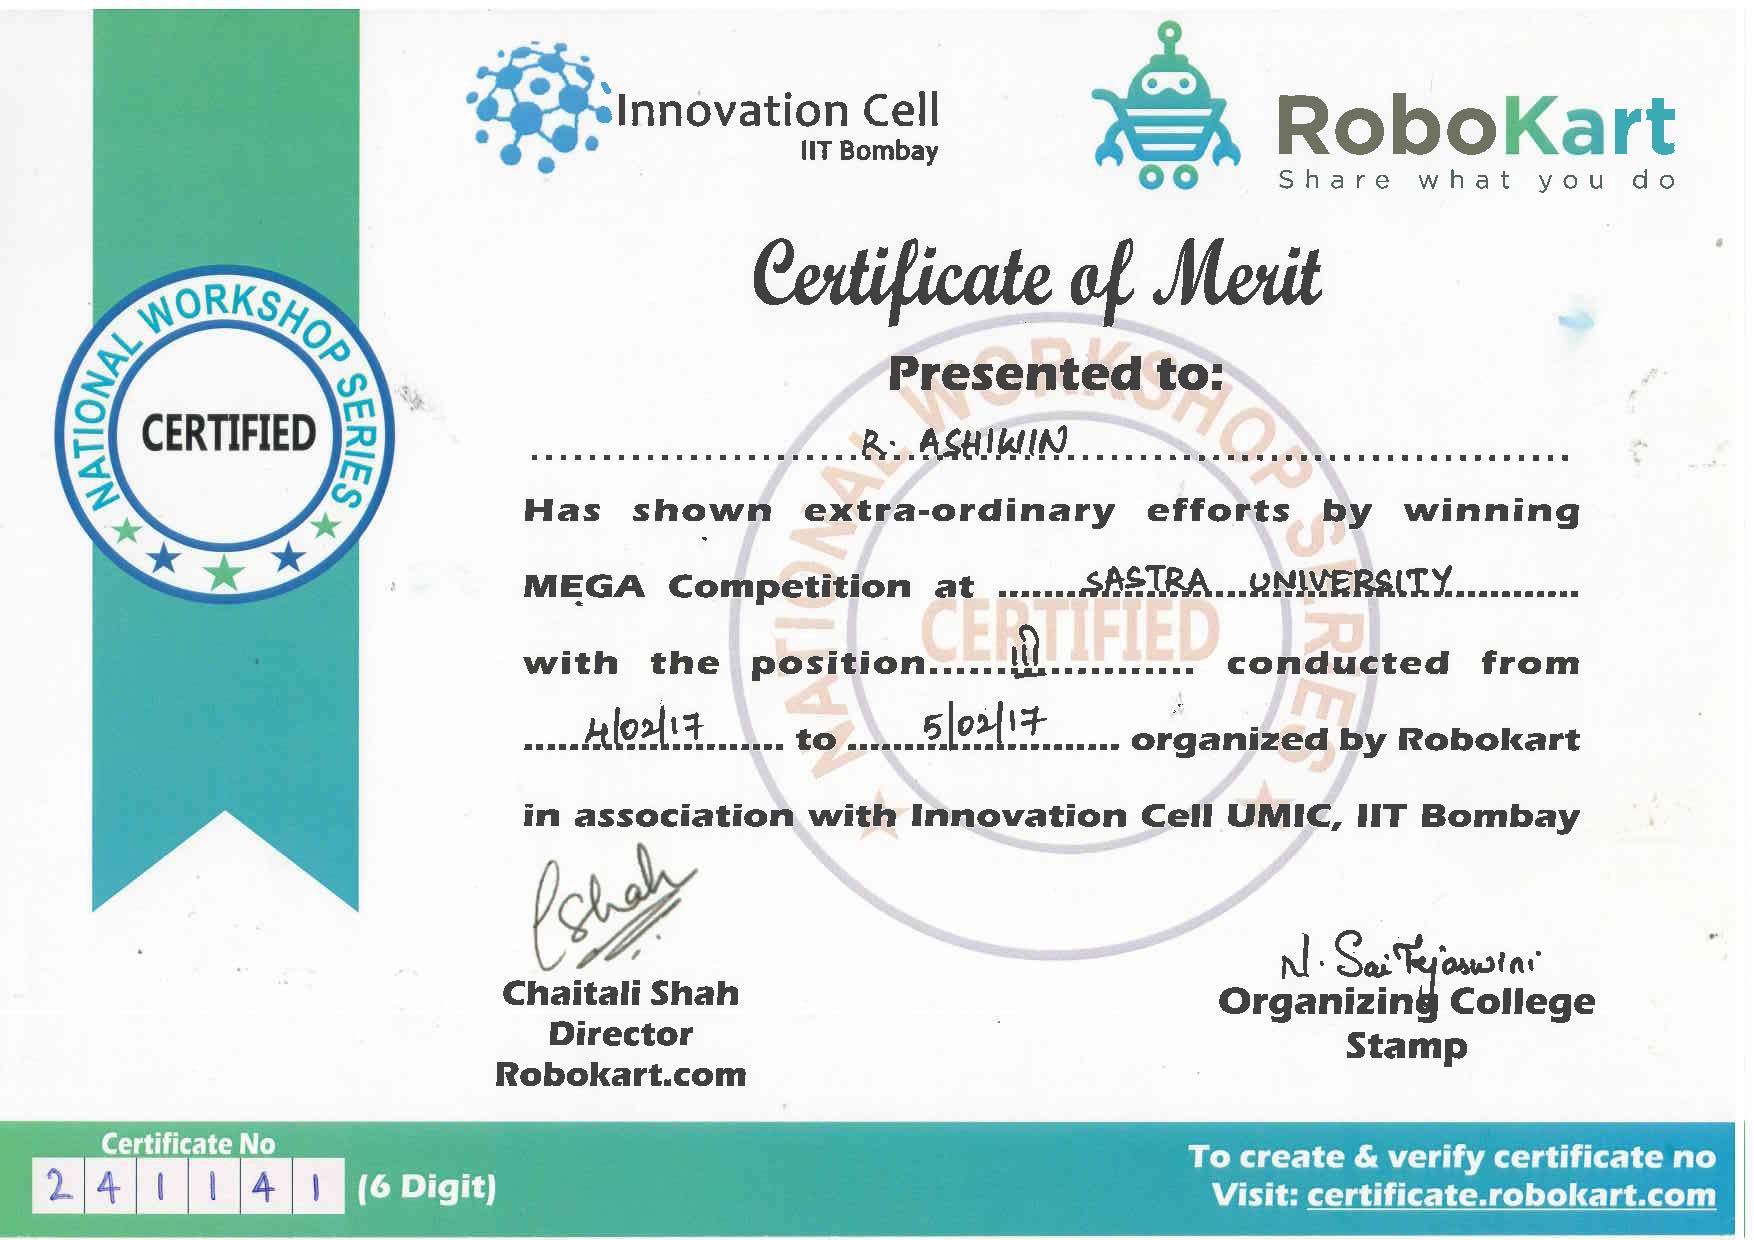 Innovation Cell
IIT Bombay
RoboKart
Share what you do
Certificate of Merit
Presented to:
R. ASHIWIN
Has shown extra-ordinary efforts by winning
MEGA Competition at ......SASTRA...UNIVERSITY............
with the position.......III............. conducted from
4/02/17 to 5/02/17 organized by Robokart
in association with Innovation Cell UMIC, IIT Bombay
NATIONAL WORKSHOP SERIES
CERTIFIED
NATIONAL WORKSHOP SERIES
CERTIFIED
CShah
Chaitali Shah
Director
Robokart.com
N. Sai Tejaswini
Organizing College
Stamp
Certificate No
2 4 1 1 4 1 (6 Digit)
To create & verify certificate no
Visit: certificate.robokart.com